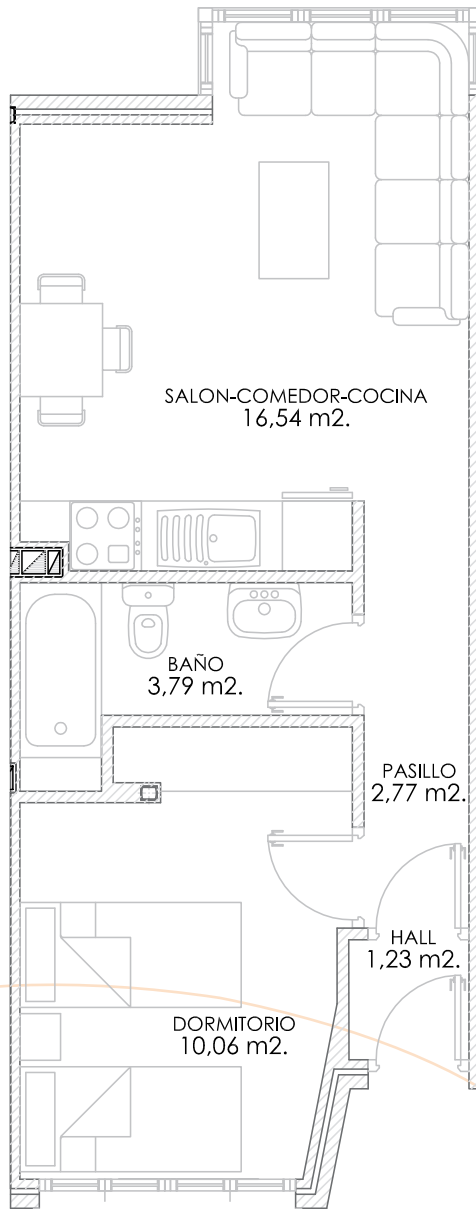 SALON-COMEDOR-COCINA
16,54 m2.
BAÑO
3,79 m2.
PASILLO
2,77 m2.
HALL
1,23 m2.
DORMITORIO
10,06 m2.